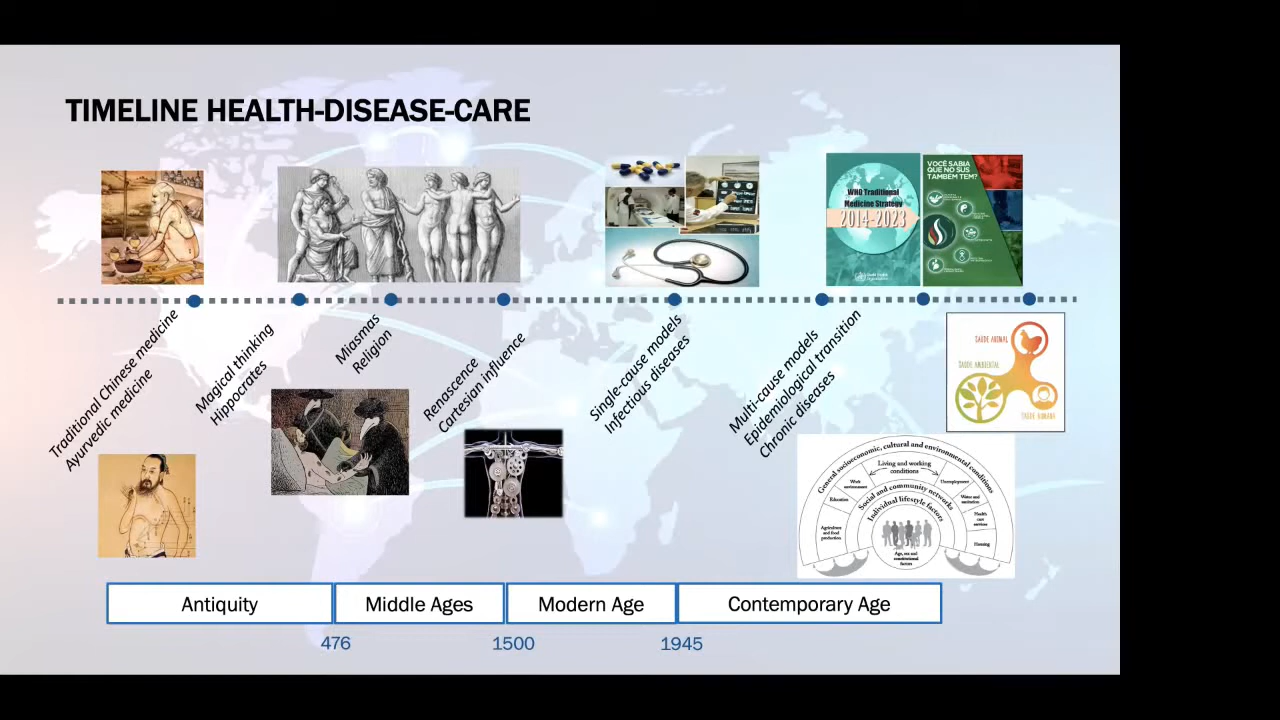 TIMELINE HEALTH-DISEASE-CARE
WHO Traditional
Medicine Strategy
2014-2023
VOCÊ SABIA
QUE NO SUS
TAMBÉM TEM?
Traditional Chinese medicine
Ayurvedic medicine
Magical thinking
Hippocrates
Miasmas
Religion
Renascence
Cartesian influence
Single-cause models
Infectious diseases
Multi-cause models
Epidemiological transition
Chronic diseases
SAÚDE ANIMAL
SAÚDE AMBIENTAL
SAÚDE HUMANA
General socioeconomic, cultural and environmental conditions
Living and working
conditions
Work
environment
Unemployment
Education
Water and
sanitation
Social and community networks
Individual lifestyle factors
Agriculture
and food
production
Health
care
services
Housing
Age, sex and
constitutional
factors
Antiquity
Middle Ages
Modern Age
Contemporary Age
476
1500
1945